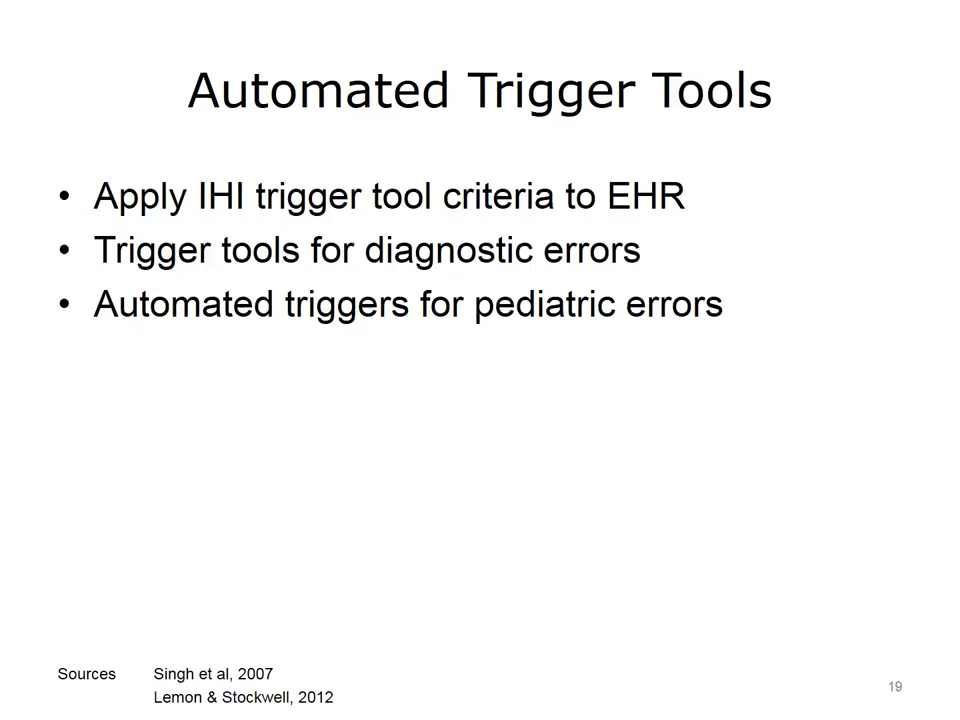 Automated Trigger Tools
• Apply IHI trigger tool criteria to EHR
• Trigger tools for diagnostic errors
• Automated triggers for pediatric errors
Sources Singh et al, 2007
Lemon & Stockwell, 2012
19